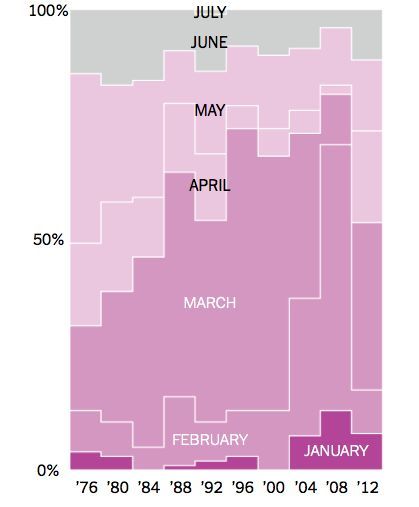 100%
JULY
JUNE
MAY
APRIL
50%
MARCH
FEBRUARY
JANUARY
0%
’76 ’80 ’84 ’88 ’92 ’96 ’00 ’04 ’08 ’12